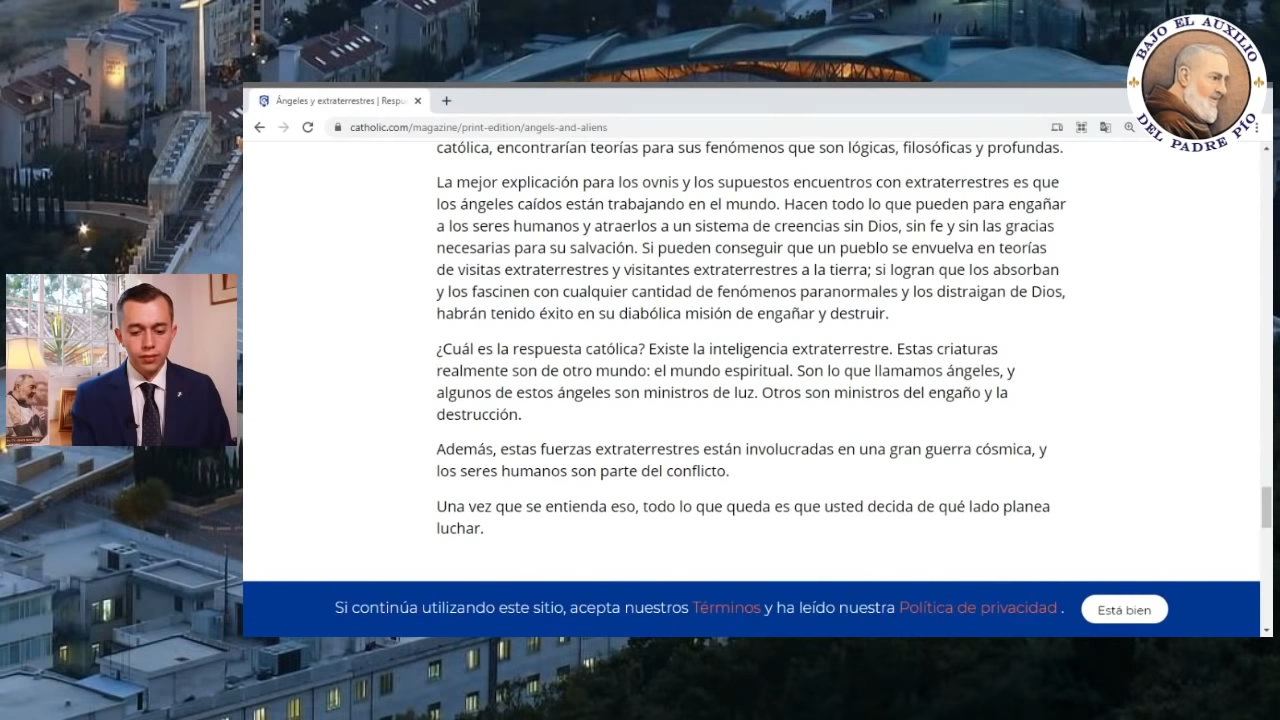 BAJO EL AUXILIO
DEL PADRE PÍO
Ángeles y extraterrestres | Respu
catholic.com/magazine/print-edition/angels-and-aliens
católica, encontrarían teorías para sus fenómenos que son lógicas, filosóficas y profundas.
La mejor explicación para los ovnis y los supuestos encuentros con extraterrestres es que
los ángeles caídos están trabajando en el mundo. Hacen todo lo que pueden para engañar
a los seres humanos y atraerlos a un sistema de creencias sin Dios, sin fe y sin las gracias
necesarias para su salvación. Si pueden conseguir que un pueblo se envuelva en teorías
de visitas extraterrestres y visitantes extraterrestres a la tierra; si logran que los absorban
y los fascinen con cualquier cantidad de fenómenos paranormales y los distraigan de Dios,
habrán tenido éxito en su diabólica misión de engañar y destruir.
¿Cuál es la respuesta católica? Existe la inteligencia extraterrestre. Estas criaturas
realmente son de otro mundo: el mundo espiritual. Son lo que llamamos ángeles, y
algunos de estos ángeles son ministros de luz. Otros son ministros del engaño y la
destrucción.
Además, estas fuerzas extraterrestres están involucradas en una gran guerra cósmica, y
los seres humanos son parte del conflicto.
Una vez que se entienda eso, todo lo que queda es que usted decida de qué lado planea
luchar.
Si continúa utilizando este sitio, acepta nuestros Términos y ha leído nuestra Política de privacidad .
Está bien